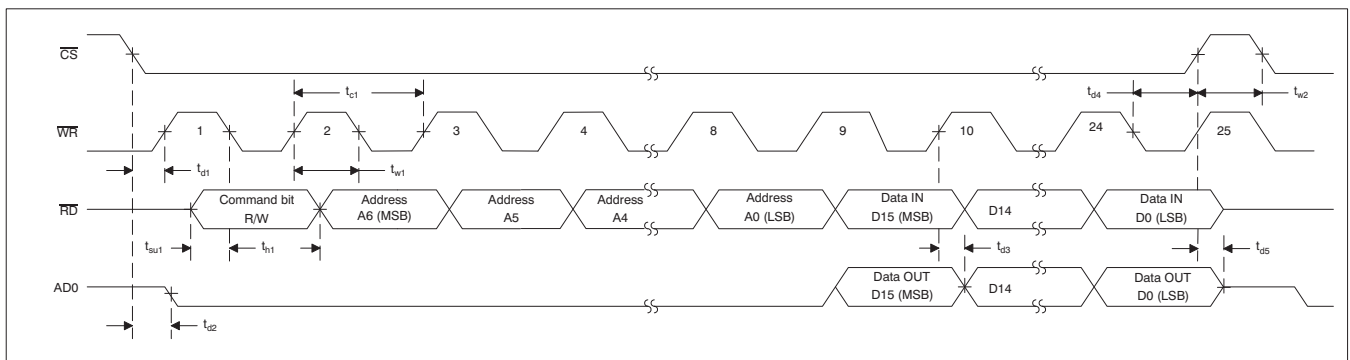 CS
t_d4
t_w2
t_c1
WR
1
2
3
4
8
9
10
24
25
t_d1
t_w1
RD
Command bit
R/W
Address
A6 (MSB)
Address
A5
Address
A4
Address
A0 (LSB)
Data IN
D15 (MSB)
D14
Data IN
D0 (LSB)
t_su1
t_h1
t_d3
t_d5
AD0
Data OUT
D15 (MSB)
D14
Data OUT
D0 (LSB)
t_d2